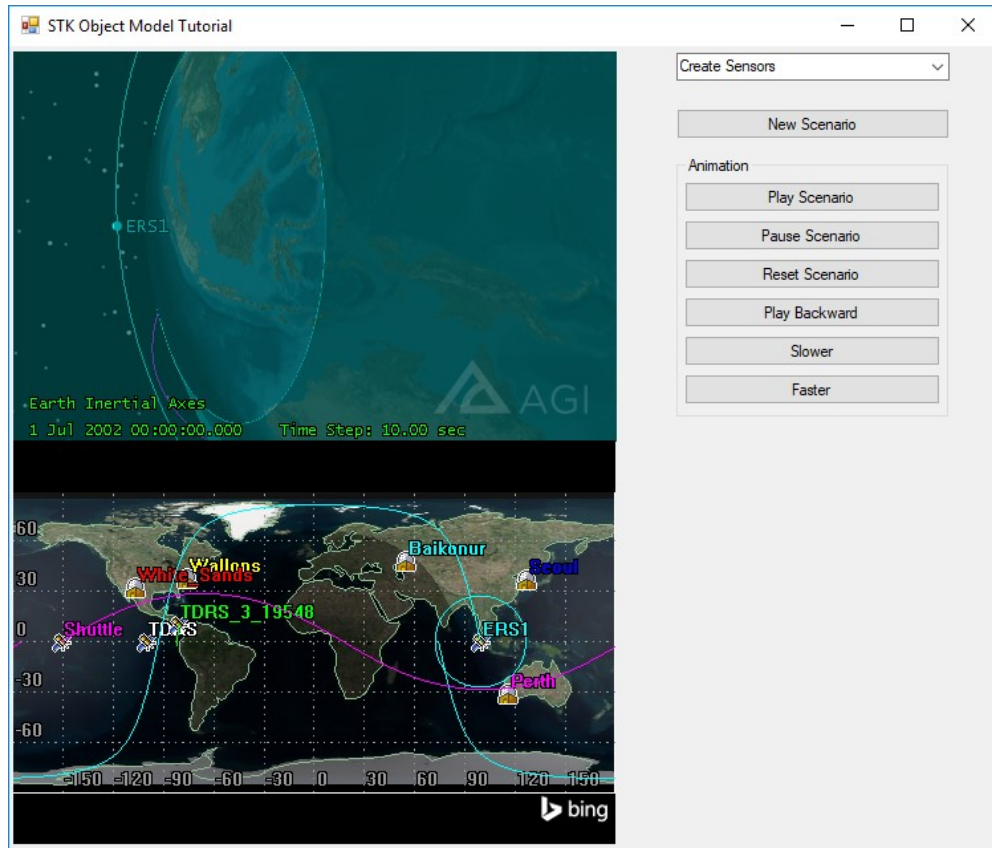 STK Object Model Tutorial
Create Sensors
New Scenario
Animation
Play Scenario
Pause Scenario
Reset Scenario
Play Backward
Slower
Faster
ERS1
AGI
Earth Inertial Axes
1 Jul 2002 00:00:00.000 Time Step: 10.00 sec
60
Baikonur
Wallops
White_Sands
Seoul
30
TDRS_3_19548
0
Shuttle
TDRS
ERS1
-30
Perth
-60
-150 -120 -90 -60 -30 0 30 60 90 120 150
bing